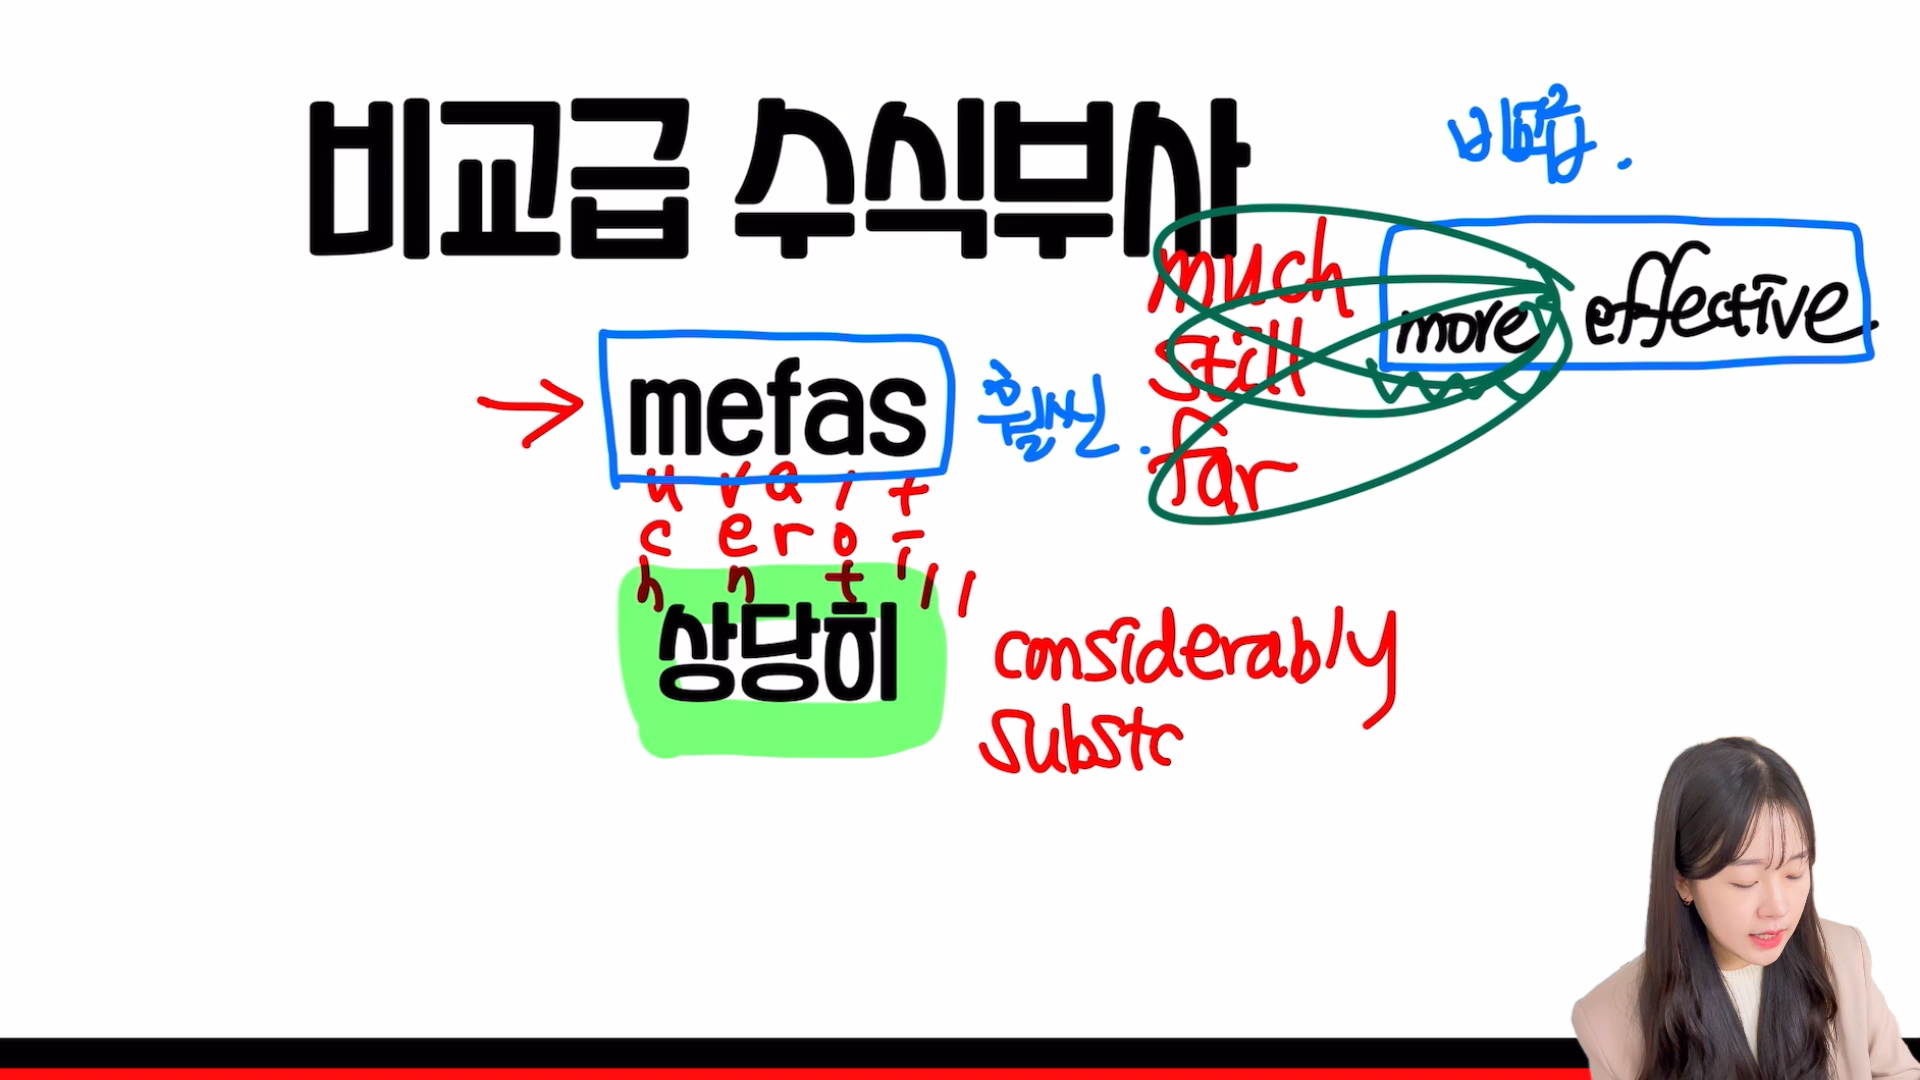 비교급 수식부사
비교급.
much more effective
still
far
→ mefas 훨씬.
u v a / t
c e r o i
h n t l l
상당히 considerably
substc